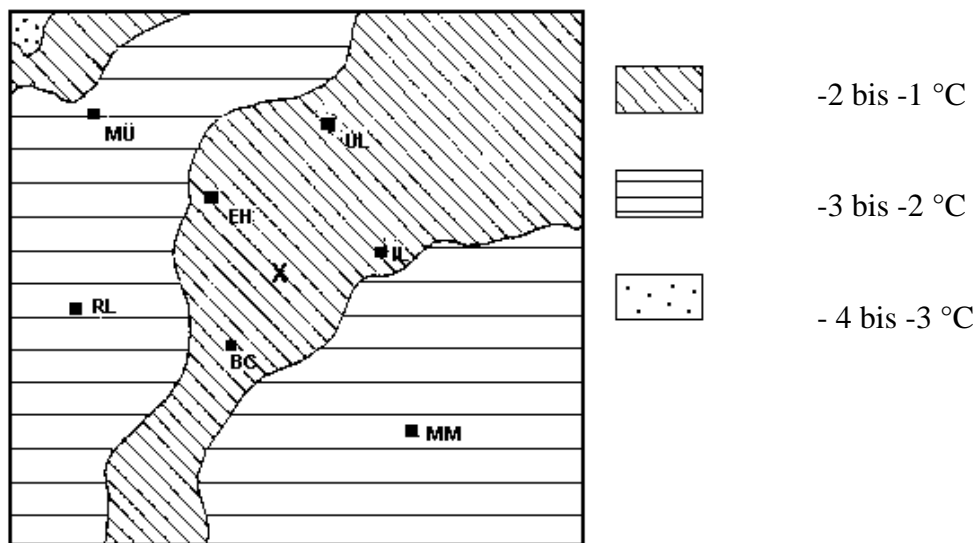 -2 bis -1 °C
MÜ
UL
EH
-3 bis -2 °C
IL
X
RL
- 4 bis -3 °C
BC
MM